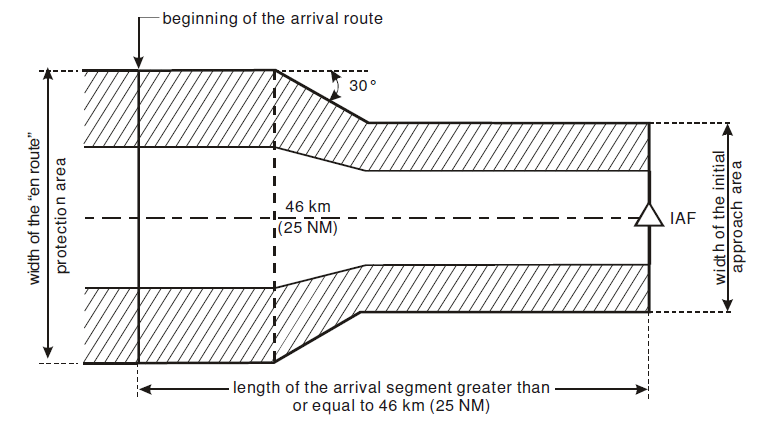 beginning of the arrival route
30°
width of the "en route"
protection area
46 km
(25 NM)
IAF
width of the initial
approach area
length of the arrival segment greater than
or equal to 46 km (25 NM)